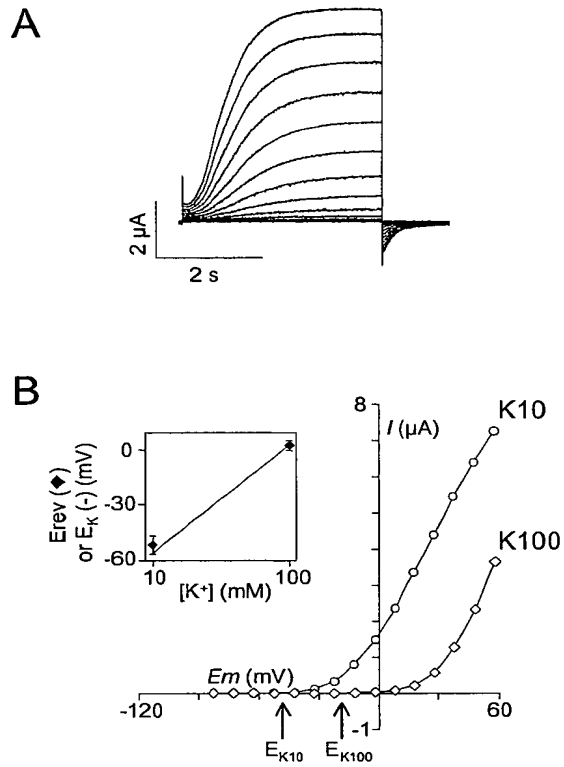 A
2 µA
2 s
B
8
I (µA)
K10
K100
Erev (◆)
or EK (-) (mV)
0
-30
-60
10
100
[K+] (mM)
Em (mV)
-120
60
-1
EK10
EK100